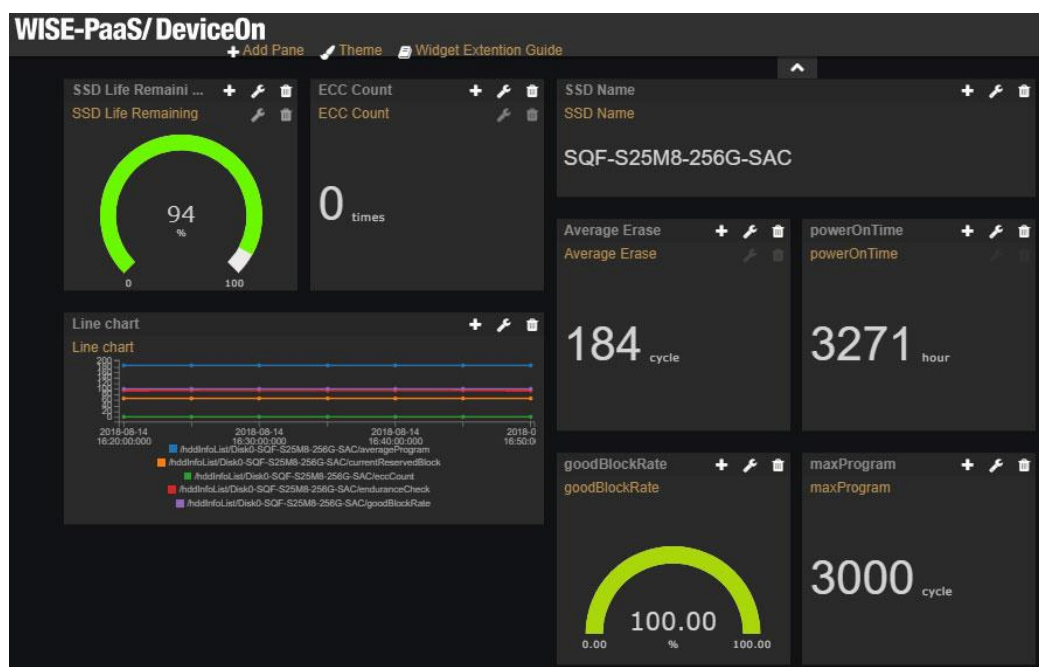 WISE-PaaS/DeviceOn
Add Pane Theme Widget Extention Guide
SSD Life Remaini ...
SSD Life Remaining
94
%
0 100
ECC Count
ECC Count
0 times
SSD Name
SSD Name
SQF-S25M8-256G-SAC
Average Erase
Average Erase
184 cycle
powerOnTime
powerOnTime
3271 hour
Line chart
Line chart
200
20
2018-08-14 2018-08-14 2018-08-14 2018-0
16:20:00:000 16:30:00:000 16:40:00:000 16:50:0
/hddInfoList/Disk0-SQF-S25M8-256G-SAC/averageProgram
/hddInfoList/Disk0-SQF-S25M8-256G-SAC/currentReservedBlock
/hddInfoList/Disk0-SQF-S25M8-256G-SAC/eccCount
/hddInfoList/Disk0-SQF-S25M8-256G-SAC/enduranceCheck
/hddInfoList/Disk0-SQF-S25M8-256G-SAC/goodBlockRate
goodBlockRate
goodBlockRate
100.00
0.00 % 100.00
maxProgram
maxProgram
3000 cycle